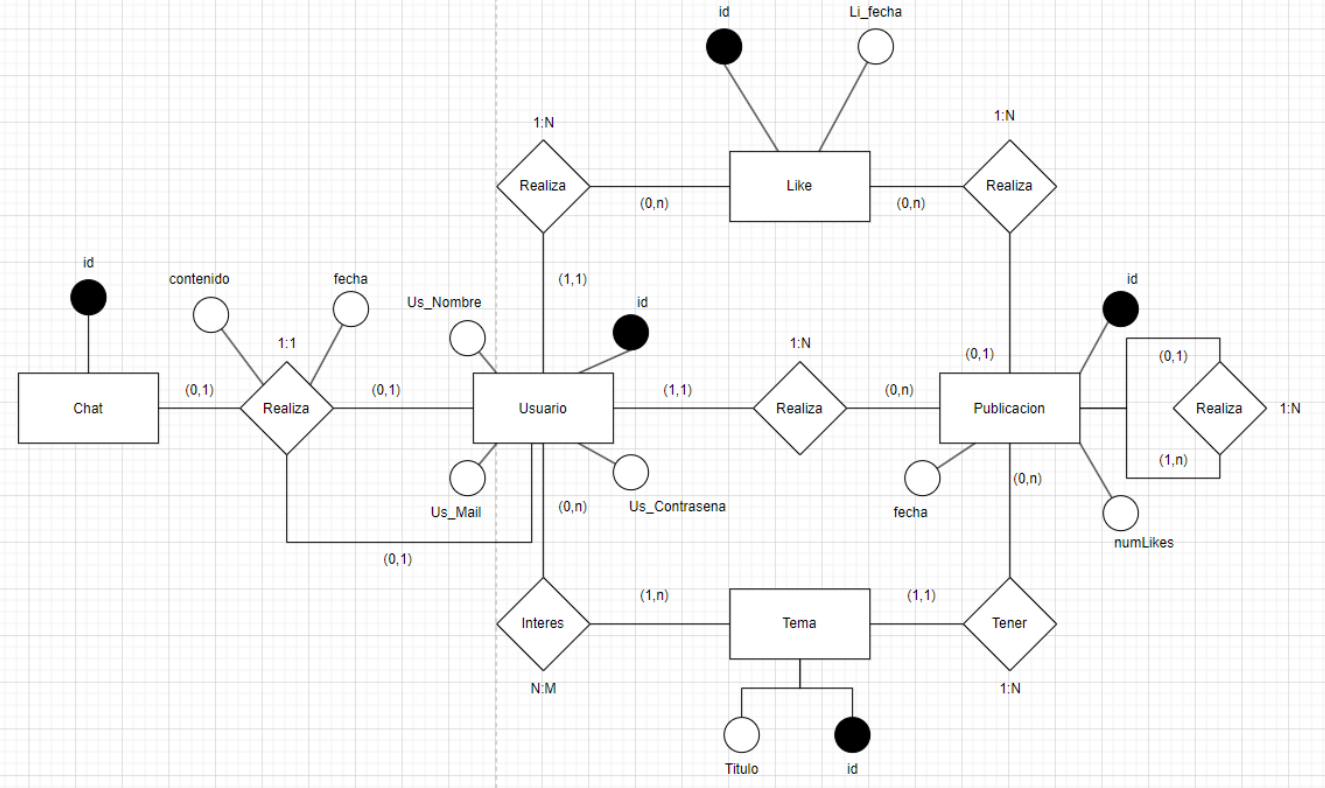 id
Li_fecha
1:N
1:N
Realiza
(0,n)
Like
(0,n)
Realiza
id
contenido
fecha
Us_Nombre
(1,1)
id
id
1:1
1:N
(0,1)
(0,1)
Chat
(0,1)
Realiza
(0,1)
Usuario
(1,1)
Realiza
(0,n)
Publicacion
Realiza
1:N
(1,n)
(0,n)
Us_Mail
(0,n)
Us_Contrasena
fecha
numLikes
(0,1)
(1,n)
(1,1)
Interes
Tema
Tener
N:M
1:N
Titulo
id